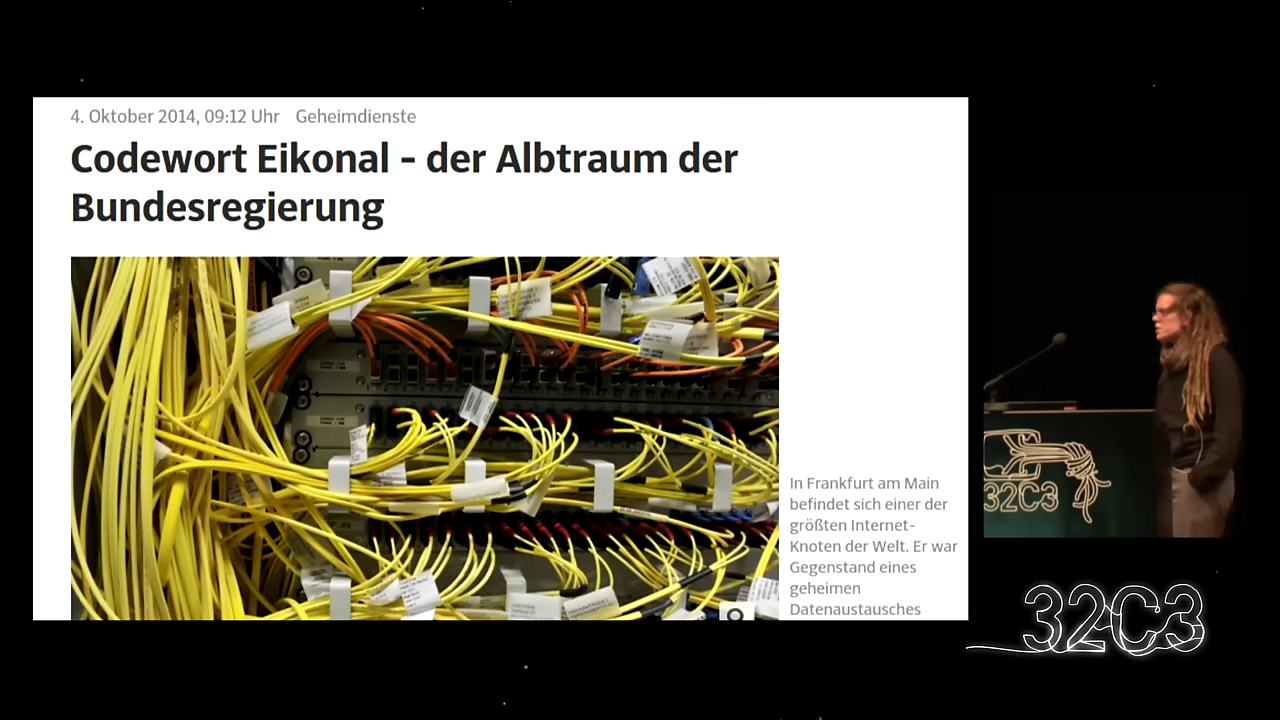 4. Oktober 2014, 09:12 Uhr Geheimdienste
Codewort Eikonal – der Albtraum der
Bundesregierung
In Frankfurt am Main
befindet sich einer der
größten Internet-
Knoten der Welt. Er war
Gegenstand eines
geheimen
Datenaustausches
32C3
32C3